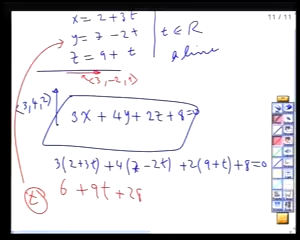 11 / 11
x = 2 + 3t
y = 7 - 2t    t ∈ R
z = 9 + t    a line
(3, -2, 1)
(3, 4, 2)
3x + 4y + 2z + 8 = 0
3(2+3t) + 4(7-2t) + 2(9+t) + 8 = 0
6 + 9t + 28